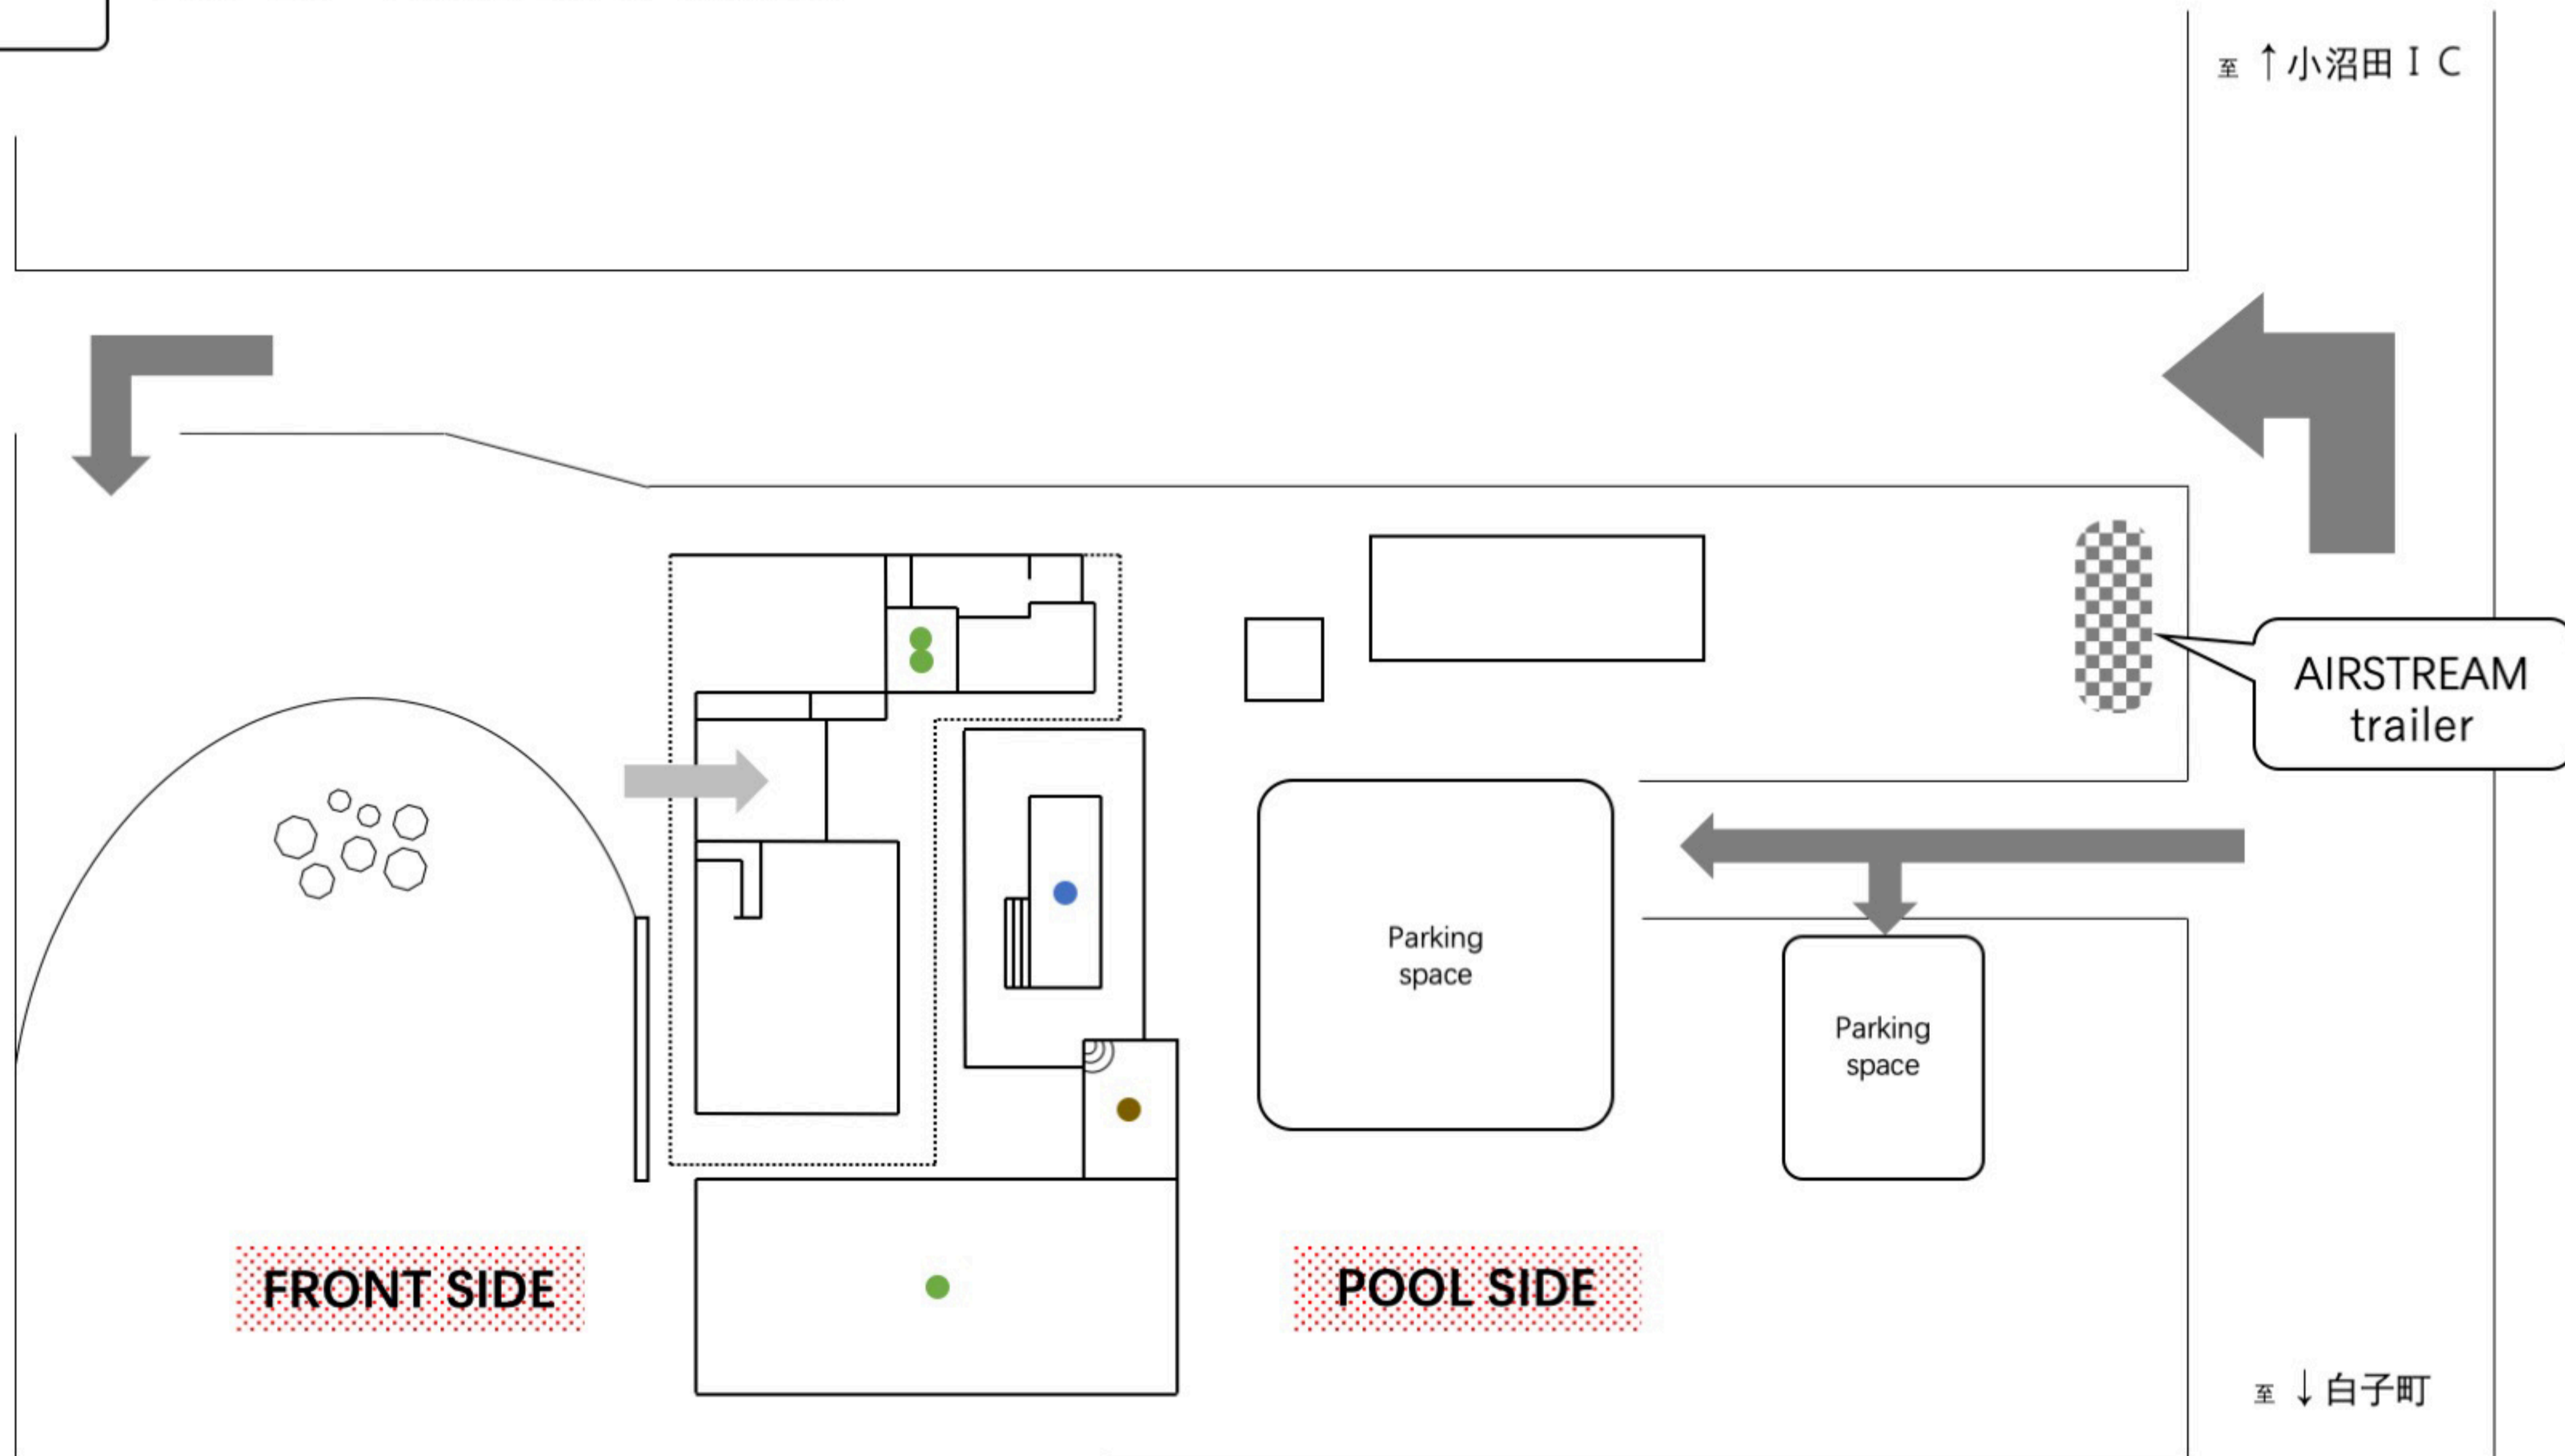 至 ↑小沼田ＩＣ
AIRSTREAM
trailer
Parking
space
Parking
space
FRONT SIDE
POOL SIDE
至 ↓白子町